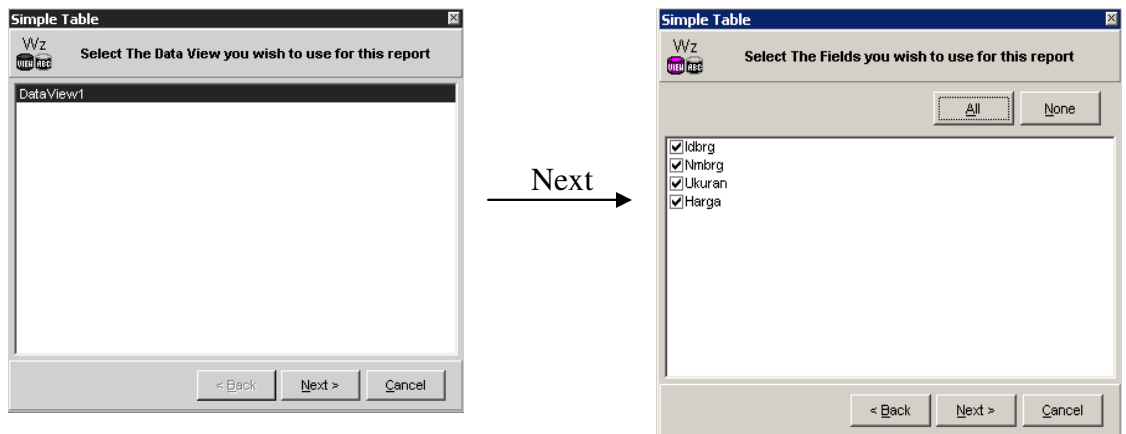 Simple Table
Wz
VIEW ABC
Select The Data View you wish to use for this report
DataView1
< Back Next > Cancel
Next
Simple Table
Wz
VIEW ABC
Select The Fields you wish to use for this report
All None
Idbrg
Nmbrg
Ukuran
Harga
< Back Next > Cancel